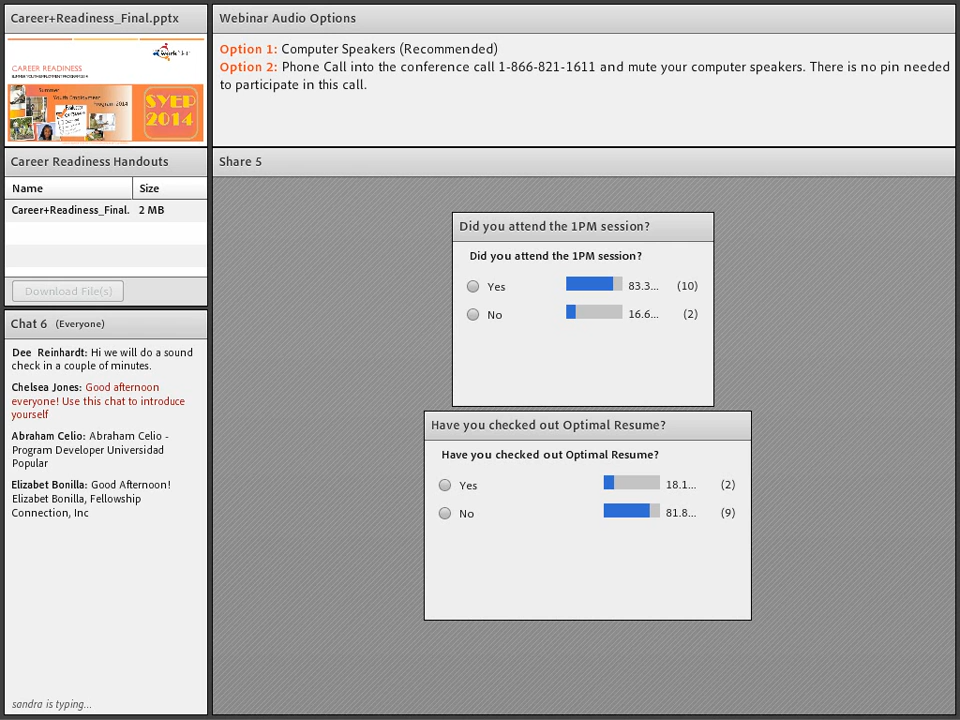 Career+Readiness_Final.pptx
CAREER READINESS
Summer
Youth Employment
Program 2014
SYEP
2014
Webinar Audio Options
Option 1: Computer Speakers (Recommended)
Option 2: Phone Call into the conference call 1-866-821-1611 and mute your computer speakers. There is no pin needed
to participate in this call.
Career Readiness Handouts
Name Size
Career+Readiness_Final. 2 MB
Download File(s)
Chat 6 (Everyone)
Dee Reinhardt: Hi we will do a sound
check in a couple of minutes.
Chelsea Jones: Good afternoon
everyone! Use this chat to introduce
yourself
Abraham Celio: Abraham Celio -
Program Developer Universidad
Popular
Elizabet Bonilla: Good Afternoon!
Elizabet Bonilla, Fellowship
Connection, Inc
sandra is typing...
Share 5
Did you attend the 1PM session?
Did you attend the 1PM session?
Yes 83.3... (10)
No 16.6... (2)
Have you checked out Optimal Resume?
Have you checked out Optimal Resume?
Yes 18.1... (2)
No 81.8... (9)